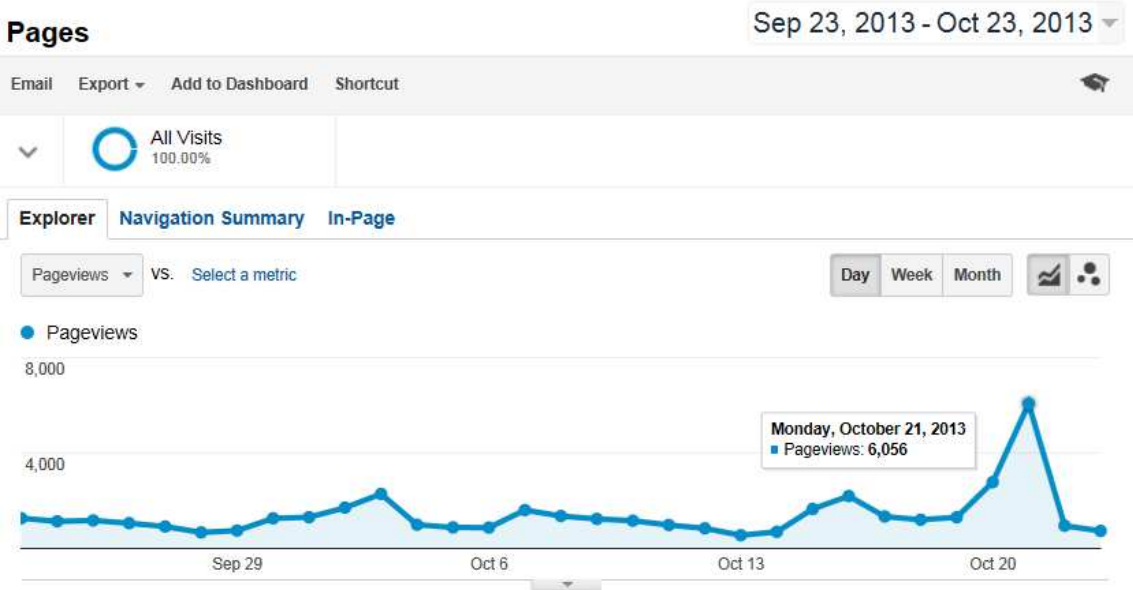 Pages
Sep 23, 2013 - Oct 23, 2013
Email Export Add to Dashboard Shortcut
All Visits
100.00%
Explorer Navigation Summary In-Page
Pageviews VS. Select a metric
Day Week Month
Pageviews
8,000
Monday, October 21, 2013
Pageviews: 6,056
4,000
Sep 29 Oct 6 Oct 13 Oct 20